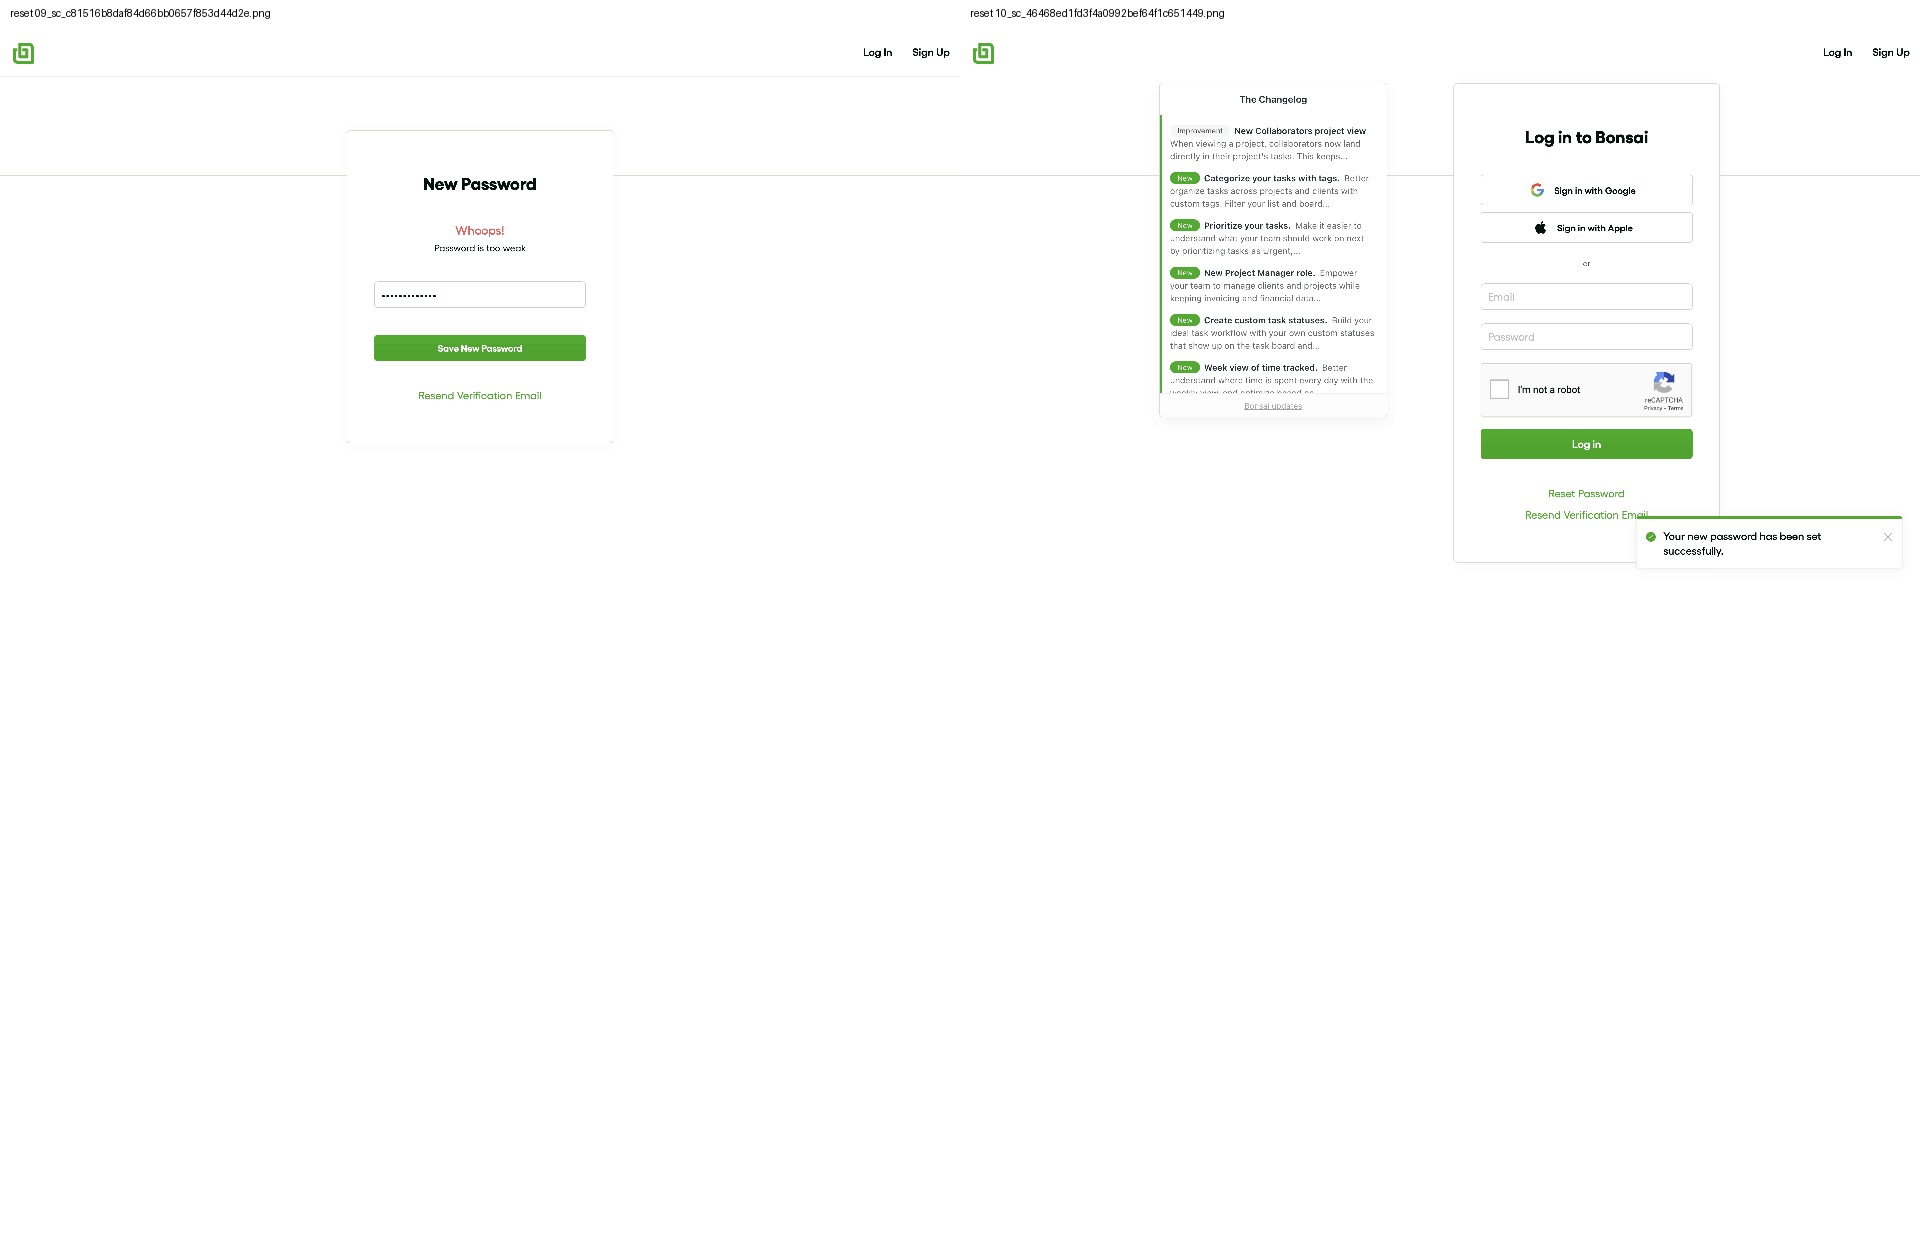 reset09_sc_c81516b8daf84d66bb0657f853d44d2e.png
Log In Sign Up
New Password
Whoops!
Password is too weak
Save New Password
Resend Verification Email
reset10_sc_46468ed1fd3f4a0992bef64f1c651449.png
Log In Sign Up
The Changelog
Improvement New Collaborators project view
When viewing a project, collaborators now land
directly in their project's tasks. This keeps...
New Categorize your tasks with tags. Better
organize tasks across projects and clients with
custom tags. Filter your list and board...
New Prioritize your tasks. Make it easier to
understand what your team should work on next
by prioritizing tasks as Urgent,...
New New Project Manager role. Empower
your team to manage clients and projects while
keeping invoicing and financial data...
New Create custom task statuses. Build your
ideal task workflow with your own custom statuses
that show up on the task board and...
New Week view of time tracked. Better
understand where time is spent every day with the
weekly view, and optimize based on
Bonsai updates
Log in to Bonsai
Sign in with Google
Sign in with Apple
or
Email
Password
I'm not a robot
reCAPTCHA
Privacy - Terms
Log in
Reset Password
Resend Verification Email
Your new password has been set
successfully.